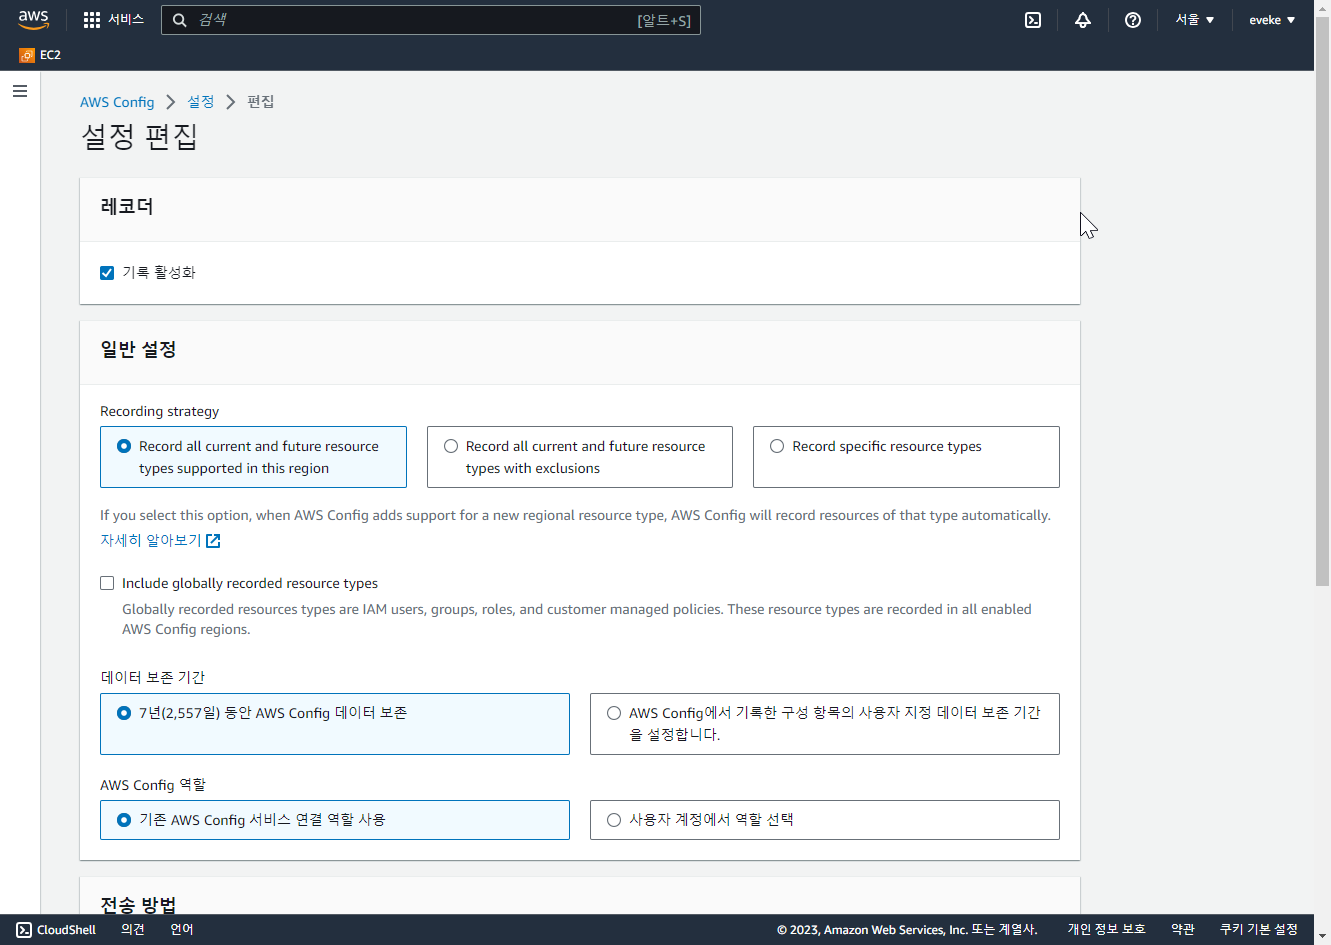 aws
서비스
검색
[알트+S]
서울 ▼
eveke ▼
EC2
AWS Config > 설정 > 편집
설정 편집
레코더
기록 활성화
일반 설정
Recording strategy
Record all current and future resource
types supported in this region
Record all current and future resource
types with exclusions
Record specific resource types
If you select this option, when AWS Config adds support for a new regional resource type, AWS Config will record resources of that type automatically.
자세히 알아보기
Include globally recorded resource types
Globally recorded resources types are IAM users, groups, roles, and customer managed policies. These resource types are recorded in all enabled
AWS Config regions.
데이터 보존 기간
7년(2,557일) 동안 AWS Config 데이터 보존
AWS Config에서 기록한 구성 항목의 사용자 지정 데이터 보존 기간
을 설정합니다.
AWS Config 역할
기존 AWS Config 서비스 연결 역할 사용
사용자 계정에서 역할 선택
전송 방법
CloudShell
의견
언어
© 2023, Amazon Web Services, Inc. 또는 계열사.
개인 정보 보호
약관
쿠키 기본 설정